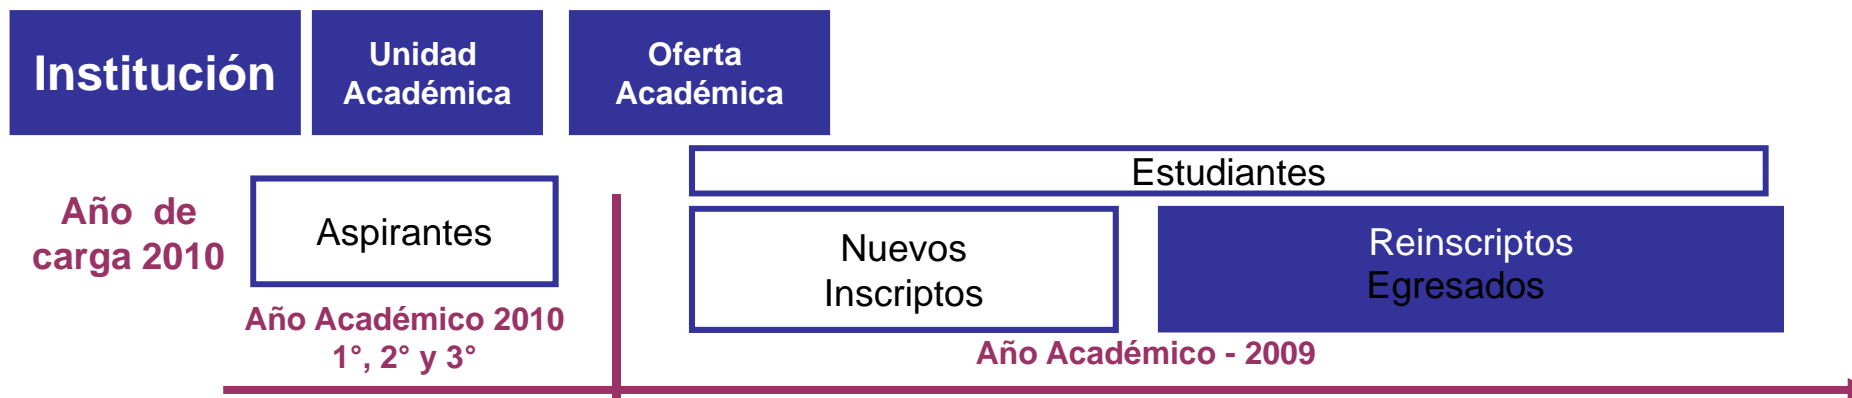 Institución
Unidad
Académica
Oferta
Académica
Estudiantes
Año de
carga 2010
Aspirantes
Nuevos
Inscriptos
Reinscriptos
Egresados
Año Académico 2010
1°, 2° y 3°
Año Académico - 2009